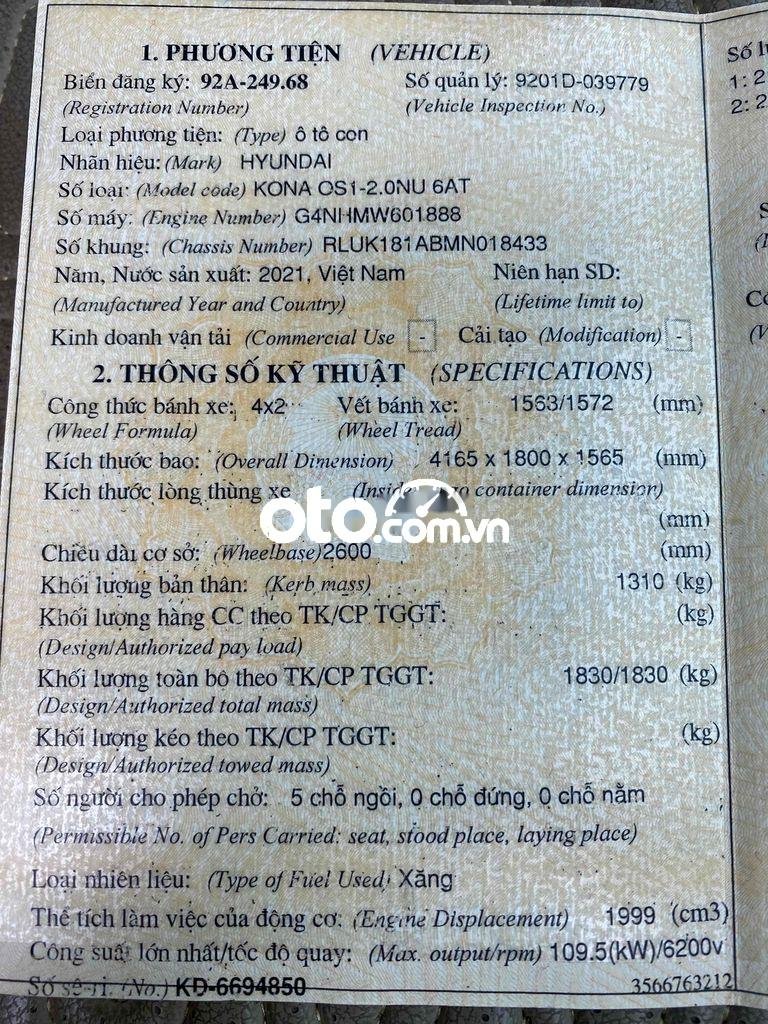 1. PHƯƠNG TIỆN (VEHICLE)
Biển đăng ký: 92A-249.68 Số quản lý: 9201D-039779
(Registration Number) (Vehicle Inspection No.)
Loại phương tiện: (Type) ô tô con
Nhãn hiệu: (Mark) HYUNDAI
Số loại: (Model code) KONA OS1-2.0NU 6AT
Số máy: (Engine Number) G4NHMW601888
Số khung: (Chassis Number) RLUK181ABMN018433
Năm, Nước sản xuất: 2021, Việt Nam Niên hạn SD:
(Manufactured Year and Country) (Lifetime limit to)
Kinh doanh vận tải (Commercial Use - Cải tạo (Modification) -
2. THÔNG SỐ KỸ THUẬT (SPECIFICATIONS)
Công thức bánh xe: 4x2 Vết bánh xe: 1563/1572 (mm)
(Wheel Formula) (Wheel Tread)
Kích thước bao: (Overall Dimension) 4165 x 1800 x 1565 (mm)
Kích thước lòng thùng xe container dimension)
(mm)
oto.com.vn
Chiều dài cơ sở: (Wheelbase) 2600 (mm)
Khối lượng bản thân: (Kerb mass) 1310 (kg)
Khối lượng hàng CC theo TK/CP TGGT: (kg)
(Design/Authorized pay load)
Khối lượng toàn bộ theo TK/CP TGGT: 1830/1830 (kg)
(Design/Authorized total mass)
Khối lượng kéo theo TK/CP TGGT: (kg)
(Design/Authorized towed mass)
Số người cho phép chở: 5 chỗ ngồi, 0 chỗ đứng, 0 chỗ nằm
(Permissible No. of Pers Carried: seat, stood place, laying place)
Loại nhiên liệu: (Type of Fuel Used) Xăng
Thể tích làm việc của động cơ: (Engine Displacement) 1999 (cm3)
Công suất lớn nhất/tốc độ quay: (Max. output/rpm) 109.5(kW)/6200v
Số sê-ri: (No.) KD-6694850 3566763212
Số
1: 2
2: 2